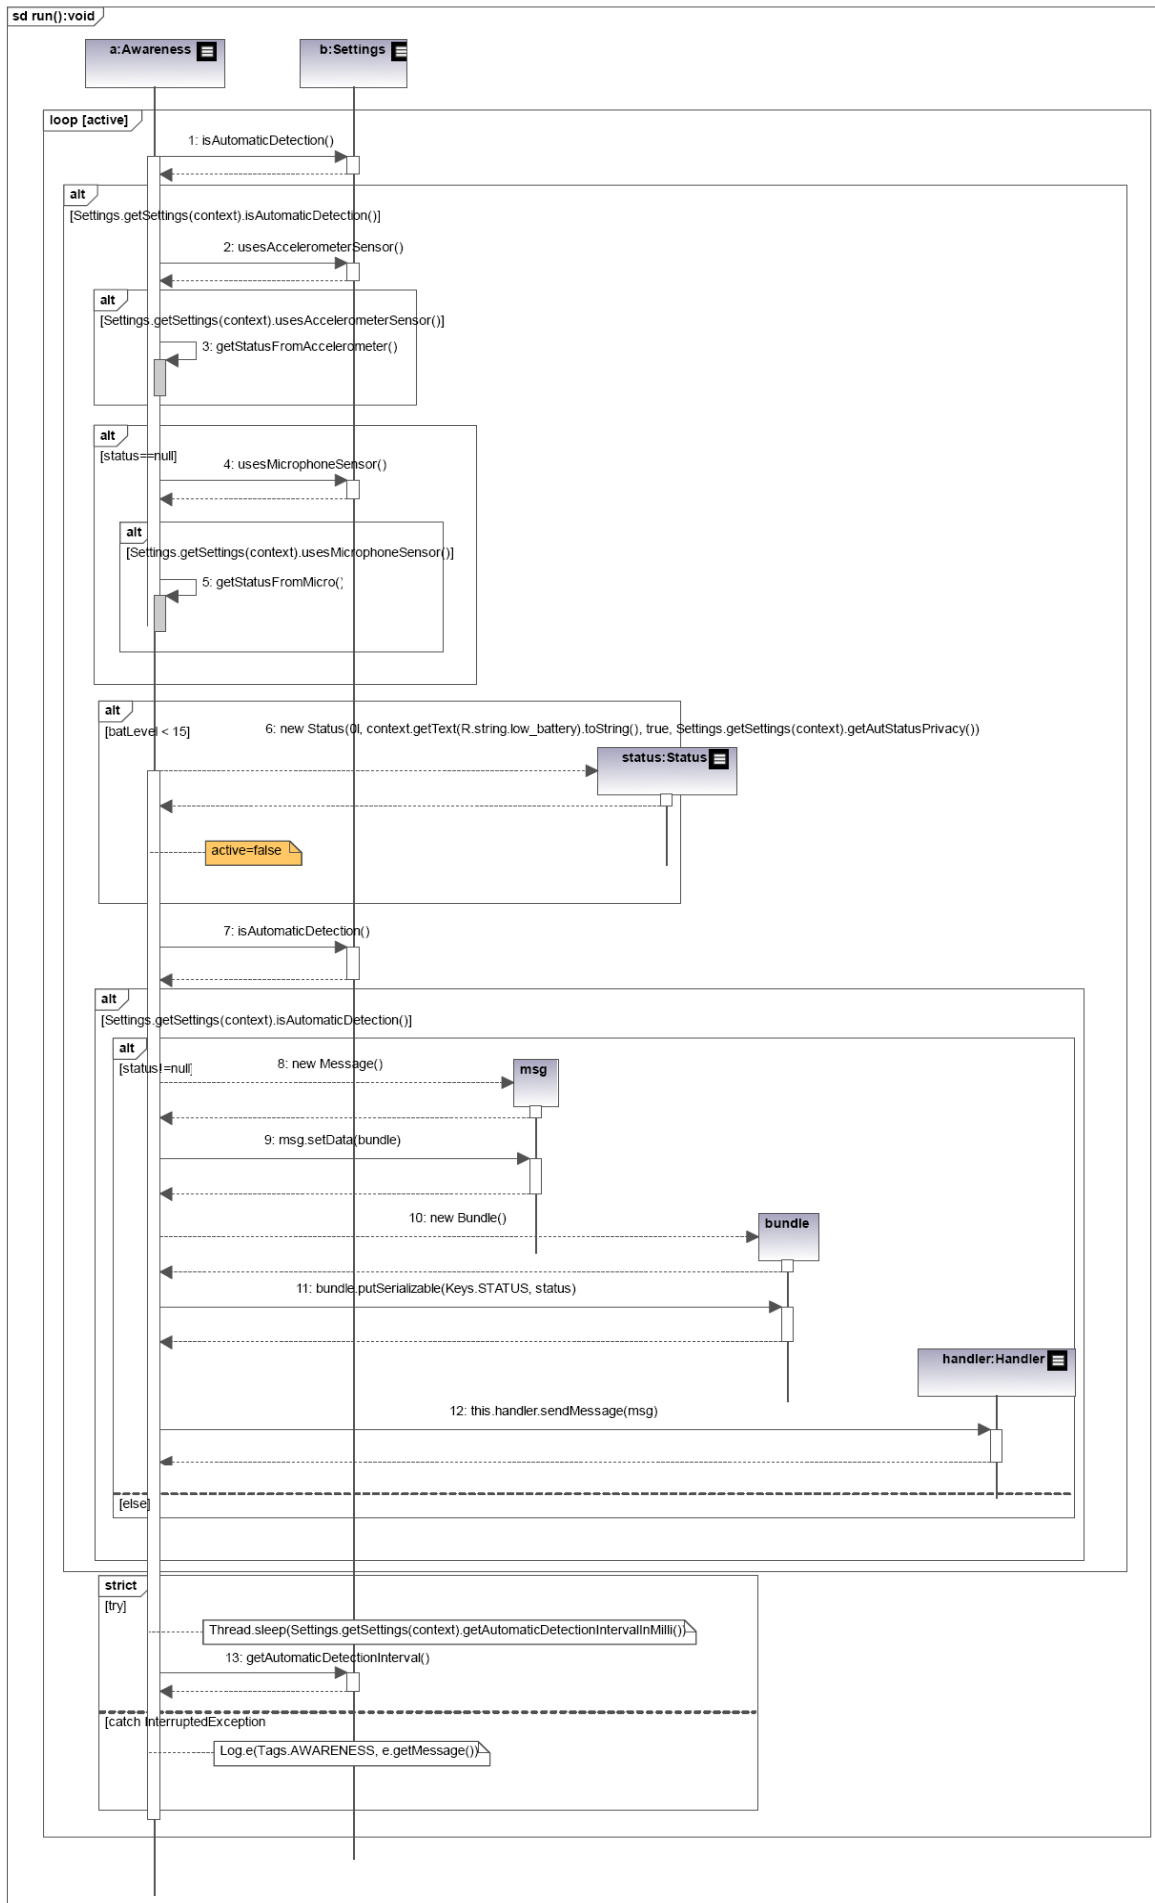 sd run():void
a:Awareness
b:Settings
loop [active]
1: isAutomaticDetection()
alt
[Settings.getSettings(context).isAutomaticDetection()]
2: usesAccelerometerSensor()
alt
[Settings.getSettings(context).usesAccelerometerSensor()]
3: getStatusFromAccelerometer()
alt
[status==null]
4: usesMicrophoneSensor()
alt
[Settings.getSettings(context).usesMicrophoneSensor()]
5: getStatusFromMicro()
alt
[batLevel < 15]
6: new Status(0l, context.getText(R.string.low_battery).toString(), true, Settings.getSettings(context).getAutStatusPrivacy())
status:Status
active=false
7: isAutomaticDetection()
alt
[Settings.getSettings(context).isAutomaticDetection()]
alt
[status!=null]
8: new Message()
msg
9: msg.setData(bundle)
10: new Bundle()
bundle
11: bundle.putSerializable(Keys.STATUS, status)
handler:Handler
12: this.handler.sendMessage(msg)
[else]
strict
[try]
Thread.sleep(Settings.getSettings(context).getAutomaticDetectionIntervalInMilli())
13: getAutomaticDetectionInterval()
[catch InterruptedException
Log.e(Tags.AWARENESS, e.getMessage())